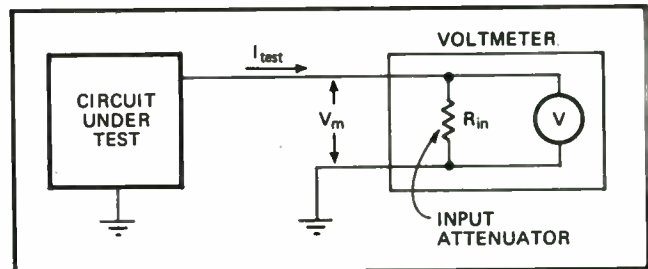 VOLTMETER
I_test
CIRCUIT
UNDER
TEST
V_m
R_in
V
INPUT
ATTENUATOR